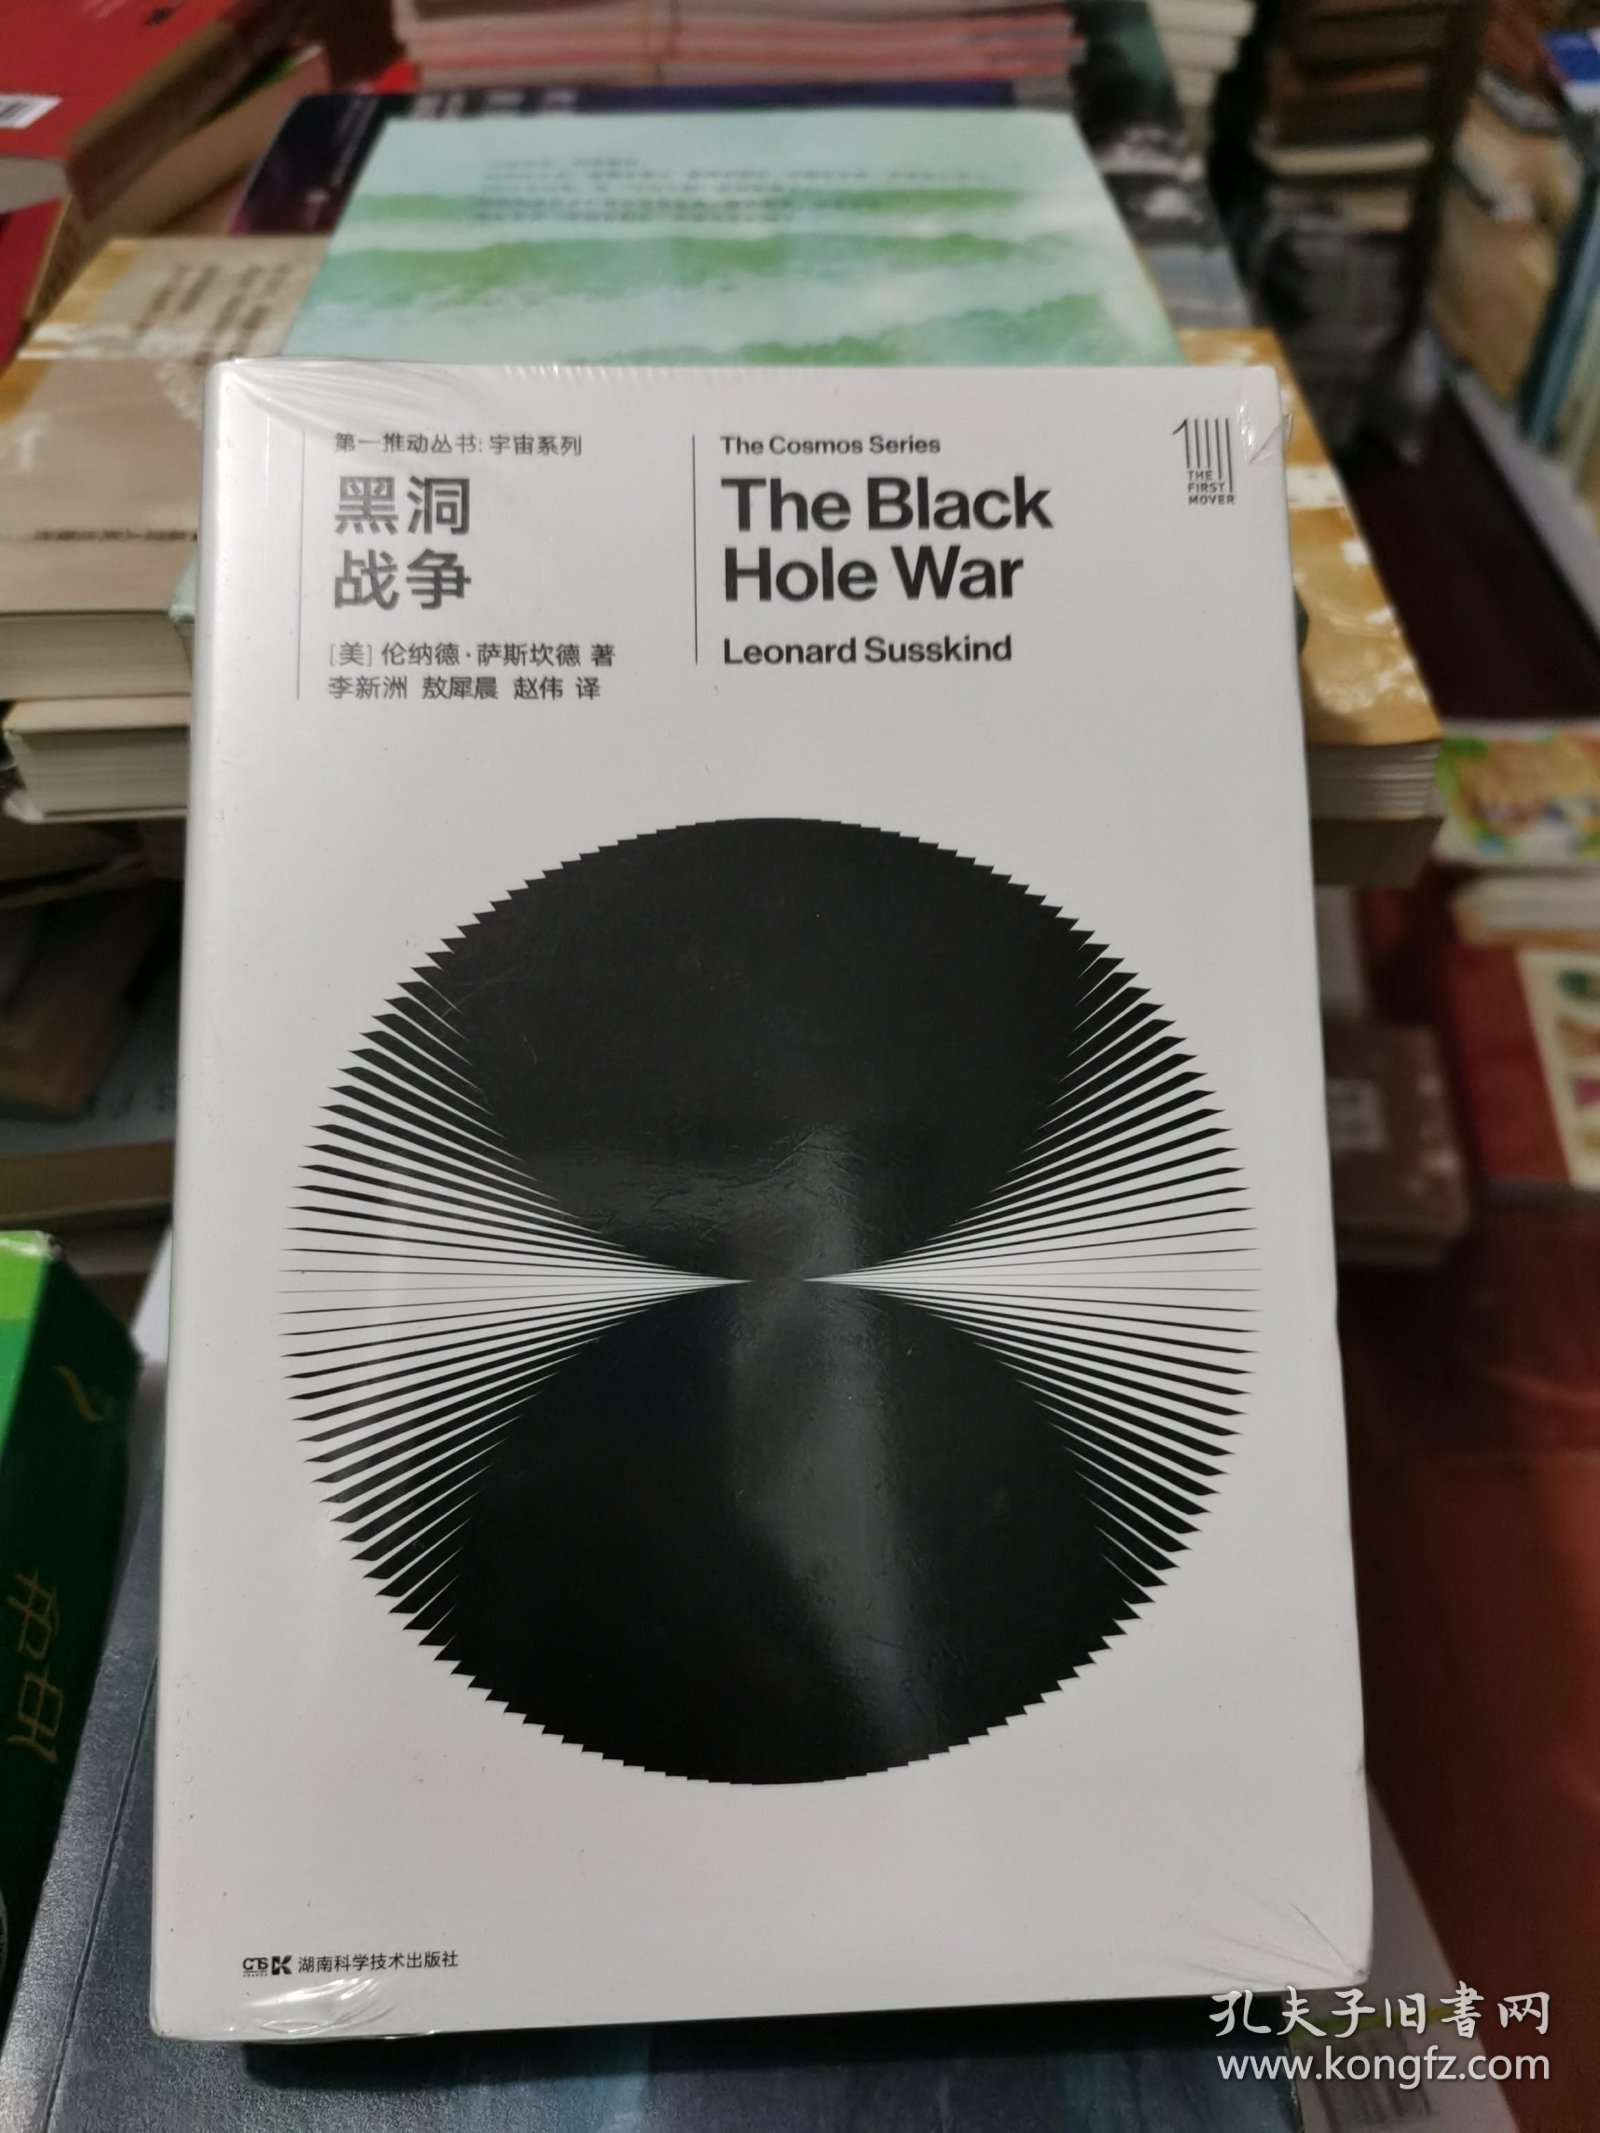 第一推动丛书: 宇宙系列
黑洞
战争
[美] 伦纳德·萨斯坎德 著
李新洲 敖犀晨 赵伟 译
The Cosmos Series
The Black
Hole War
Leonard Susskind
THE
FIRST
MOVER
湖南科学技术出版社
孔夫子旧书网
www.kongfz.com